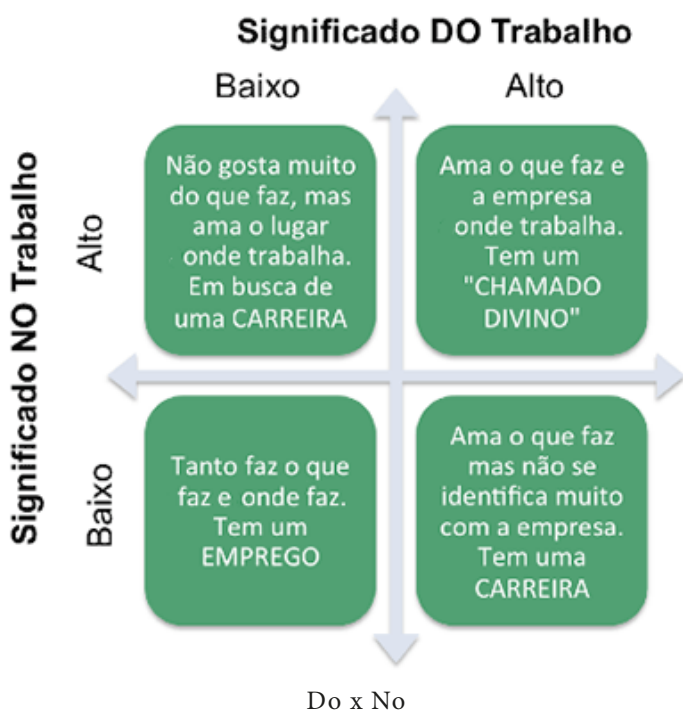 Significado DO Trabalho
Baixo
Alto
Significado NO Trabalho
Alto
Não gosta muito
do que faz, mas
ama o lugar
onde trabalha.
Em busca de
uma CARREIRA
Ama o que faz e
a empresa
onde trabalha.
Tem um
"CHAMADO
DIVINO"
Baixo
Tanto faz o que
faz e onde faz.
Tem um
EMPREGO
Ama o que faz
mas não se
identifica muito
com a empresa.
Tem uma
CARREIRA
Do x No